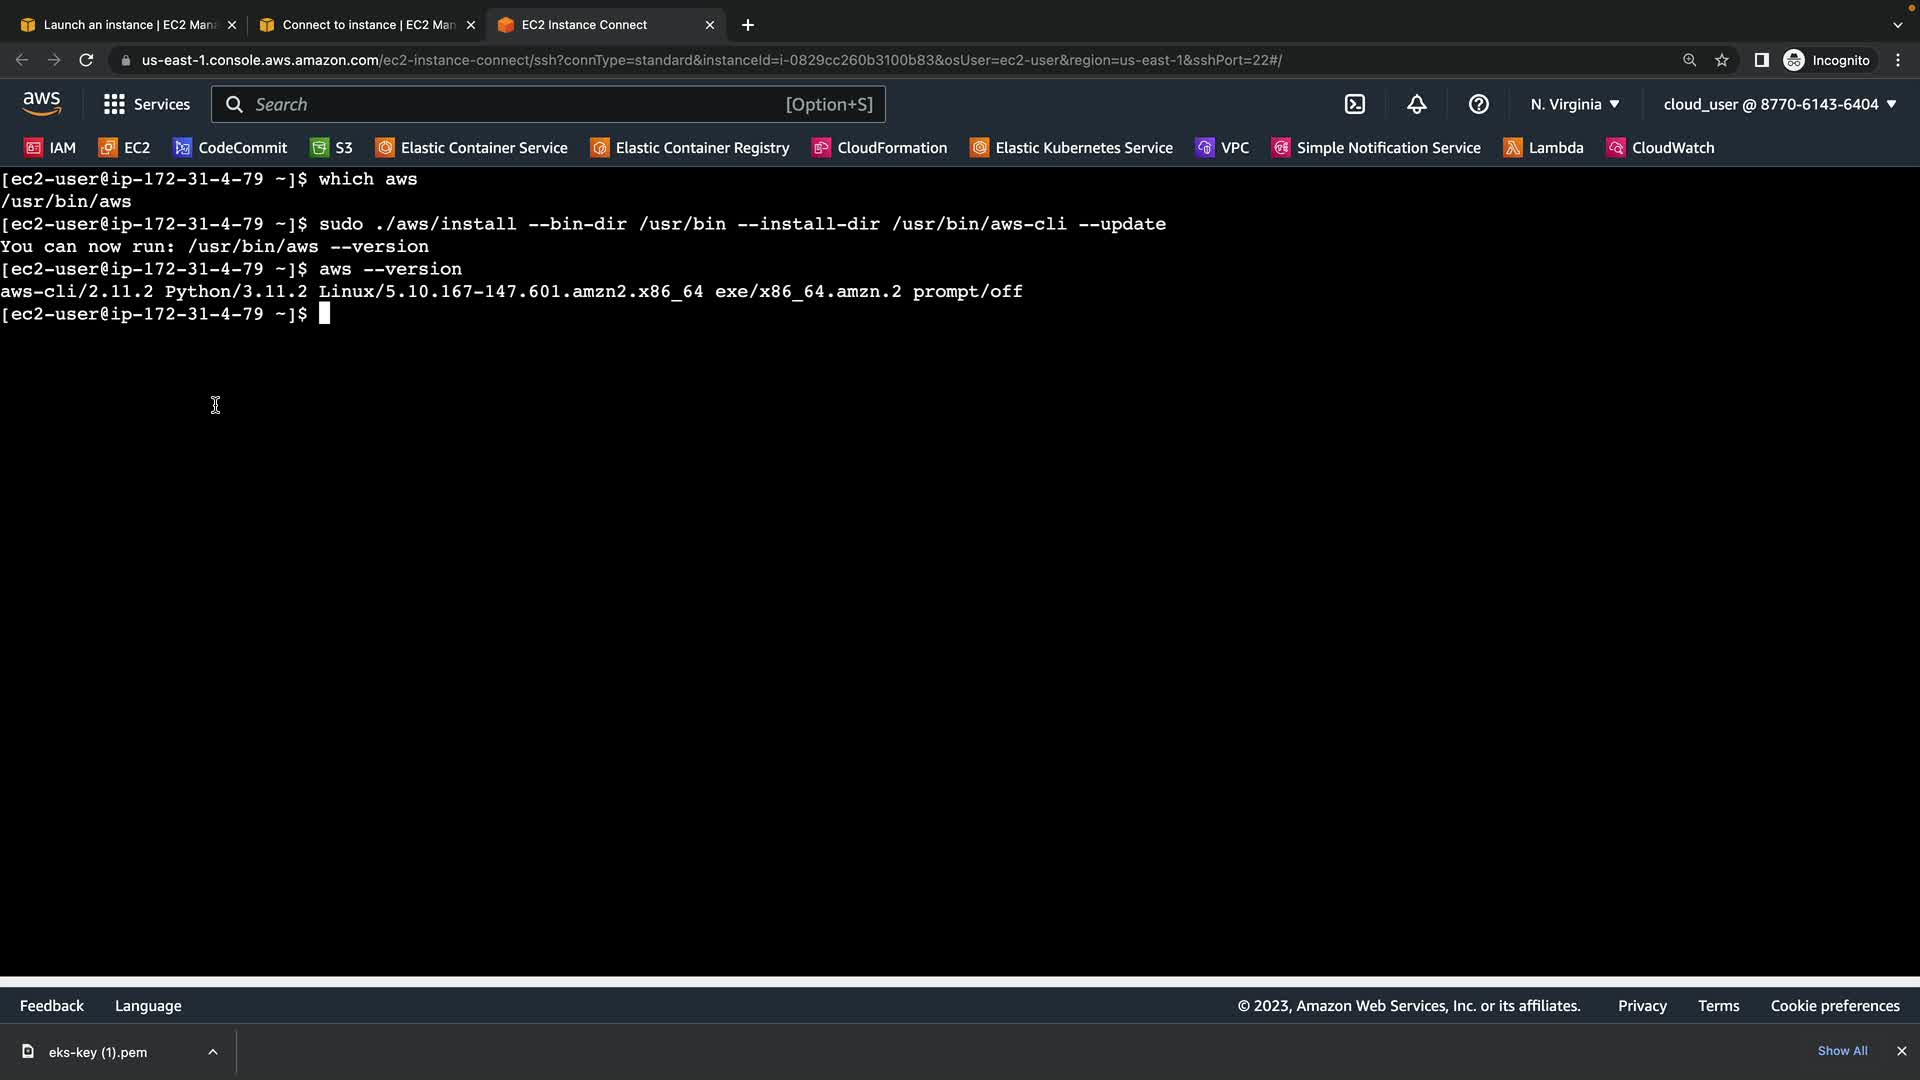 Launch an instance | EC2 Man
Connect to instance | EC2 Man
EC2 Instance Connect
us-east-1.console.aws.amazon.com/ec2-instance-connect/ssh?connType=standard&instanceId=i-0829cc260b3100b83&osUser=ec2-user&region=us-east-1&sshPort=22#/
Incognito
aws
Services
Search
[Option+S]
N. Virginia
cloud_user @ 8770-6143-6404
IAM
EC2
CodeCommit
S3
Elastic Container Service
Elastic Container Registry
CloudFormation
Elastic Kubernetes Service
VPC
Simple Notification Service
Lambda
CloudWatch
[ec2-user@ip-172-31-4-79 ~]$ which aws
/usr/bin/aws
[ec2-user@ip-172-31-4-79 ~]$ sudo ./aws/install --bin-dir /usr/bin --install-dir /usr/bin/aws-cli --update
You can now run: /usr/bin/aws --version
[ec2-user@ip-172-31-4-79 ~]$ aws --version
aws-cli/2.11.2 Python/3.11.2 Linux/5.10.167-147.601.amzn2.x86_64 exe/x86_64.amzn.2 prompt/off
[ec2-user@ip-172-31-4-79 ~]$
Feedback
Language
© 2023, Amazon Web Services, Inc. or its affiliates.
Privacy
Terms
Cookie preferences
eks-key (1).pem
Show All